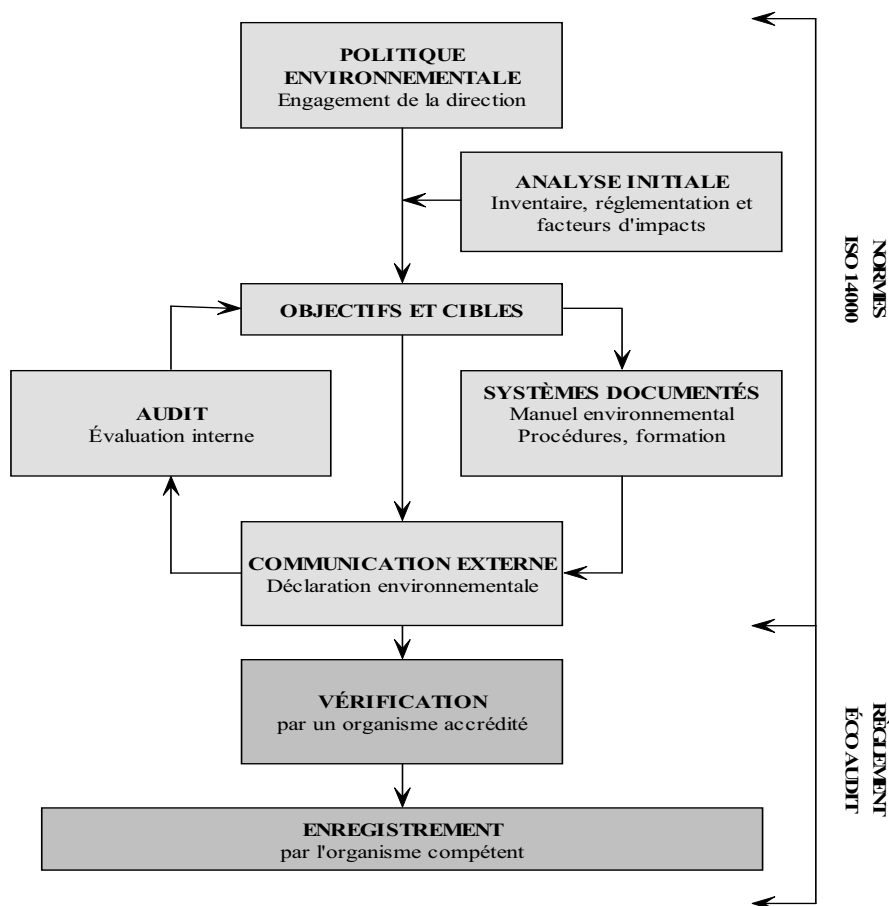 POLITIQUE
ENVIRONNEMENTALE
Engagement de la direction
ANALYSE INITIALE
Inventaire, réglementation et
facteurs d'impacts
NORMES
ISO 14000
OBJECTIFS ET CIBLES
AUDIT
Évaluation interne
SYSTÈMES DOCUMENTÉS
Manuel environnemental
Procédures, formation
COMMUNICATION EXTERNE
Déclaration environnementale
VÉRIFICATION
par un organisme accrédité
RÈGLEMENT
ÉCO AUDIT
ENREGISTREMENT
par l'organisme compétent